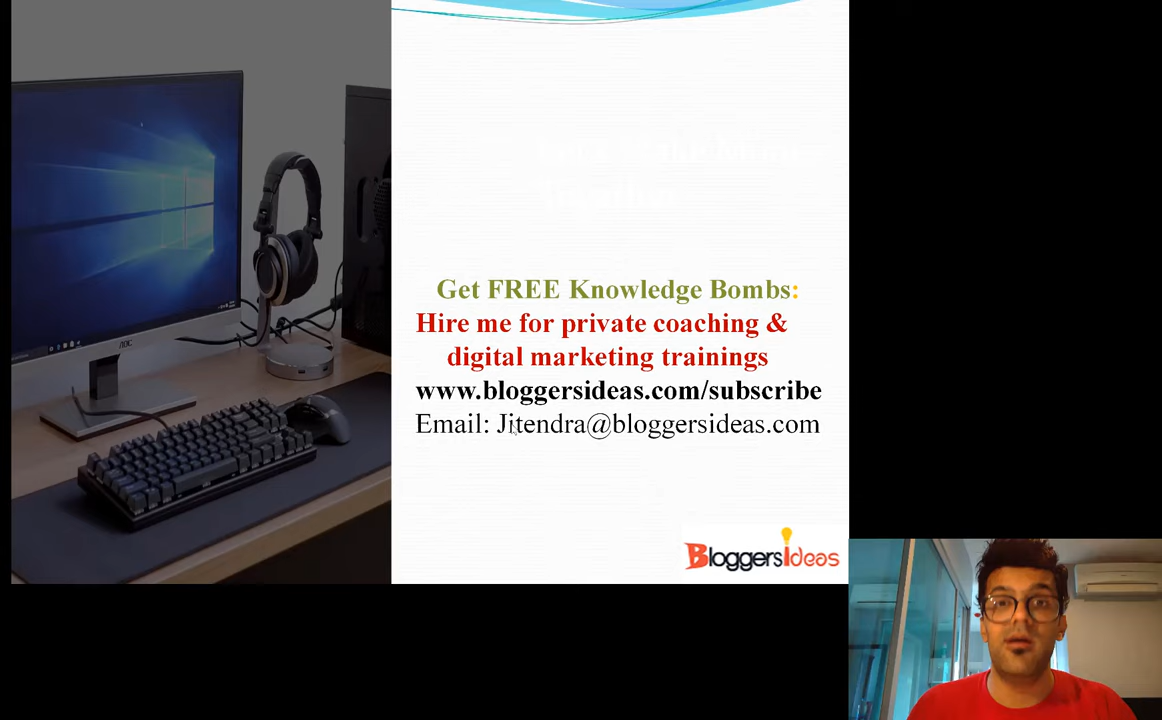 Get FREE Knowledge Bombs:
Hire me for private coaching &
digital marketing trainings
www.bloggersideas.com/subscribe
Email: Jitendra@bloggersideas.com
BloggersIdeas
AOC